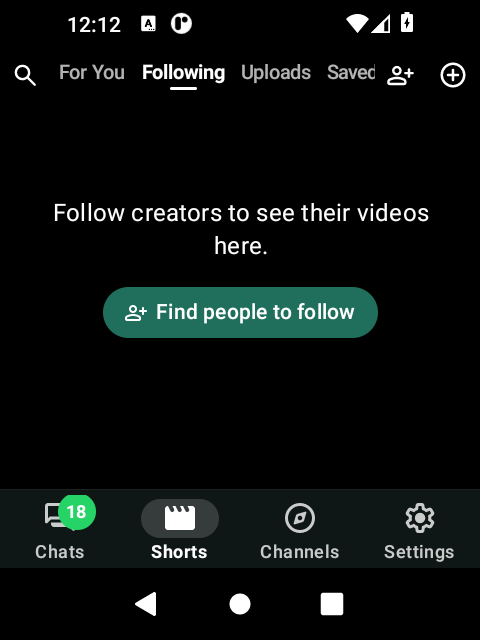 12:12
For You Following Uploads Saved
Follow creators to see their videos
here.
Find people to follow
18
Chats Shorts Channels Settings